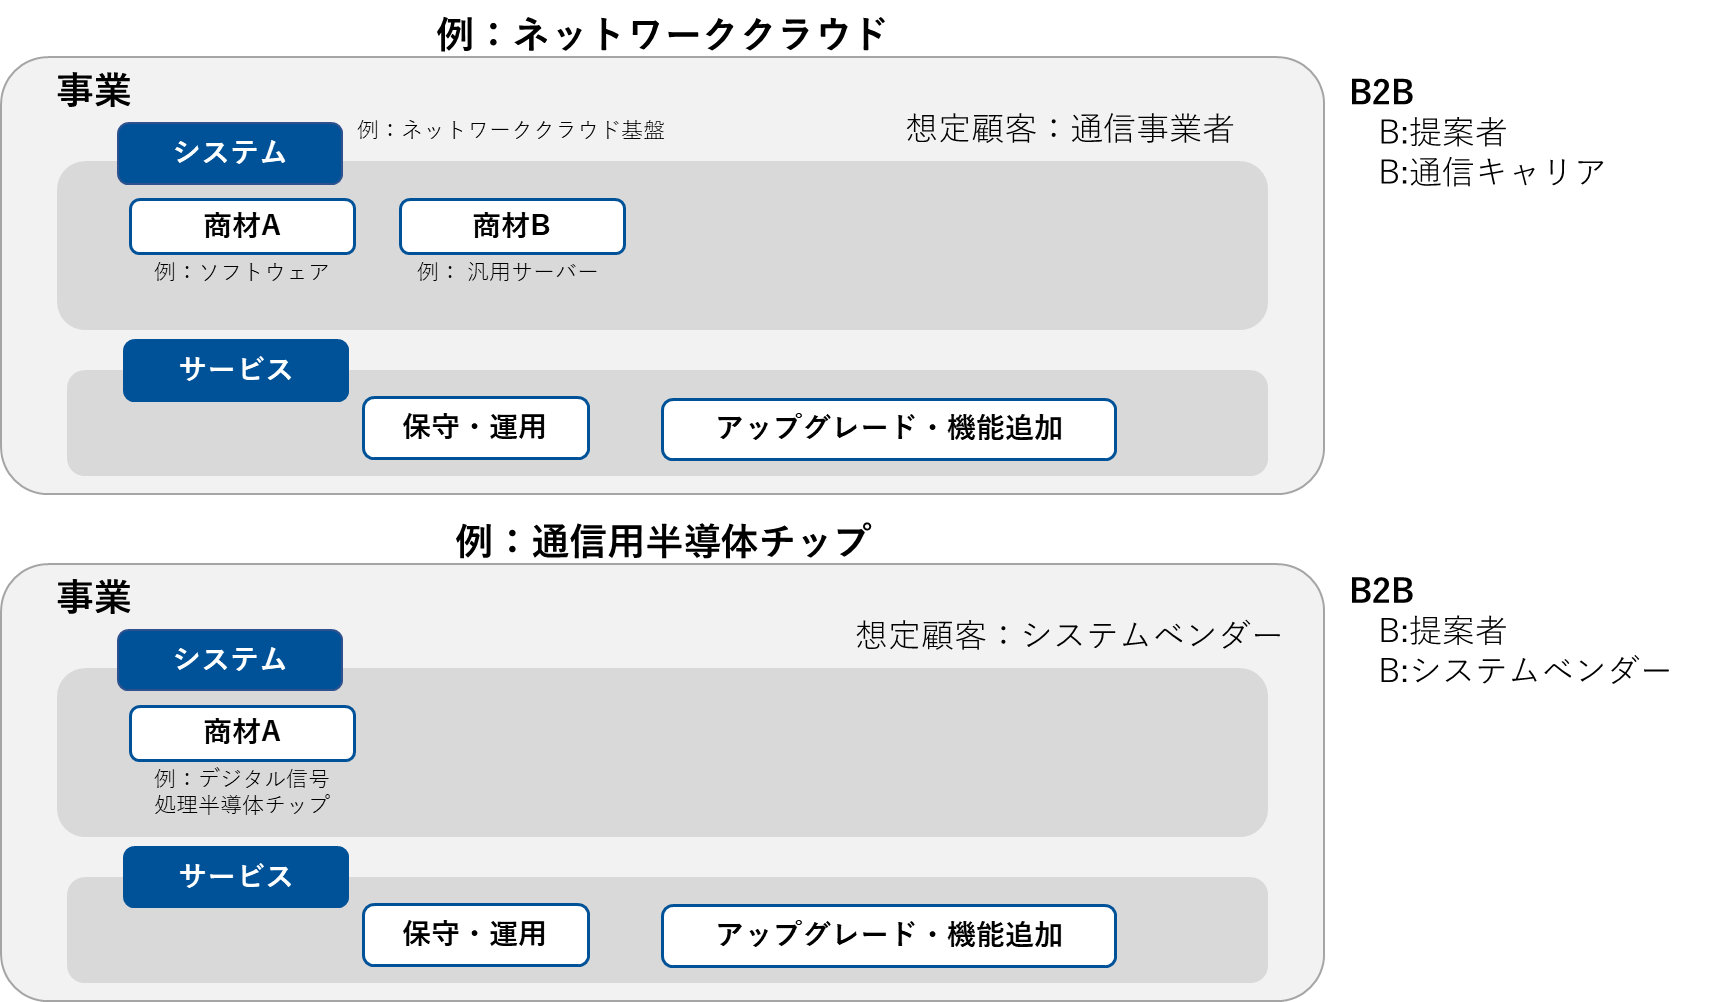 例：ネットワーククラウド
事業
システム
例：ネットワーククラウド基盤
想定顧客：通信事業者
商材A
商材B
例：ソフトウェア
例： 汎用サーバー
サービス
保守・運用
アップグレード・機能追加
B2B
B:提案者
B:通信キャリア
例：通信用半導体チップ
事業
システム
想定顧客：システムベンダー
商材A
例：デジタル信号
処理半導体チップ
サービス
保守・運用
アップグレード・機能追加
B2B
B:提案者
B:システムベンダー